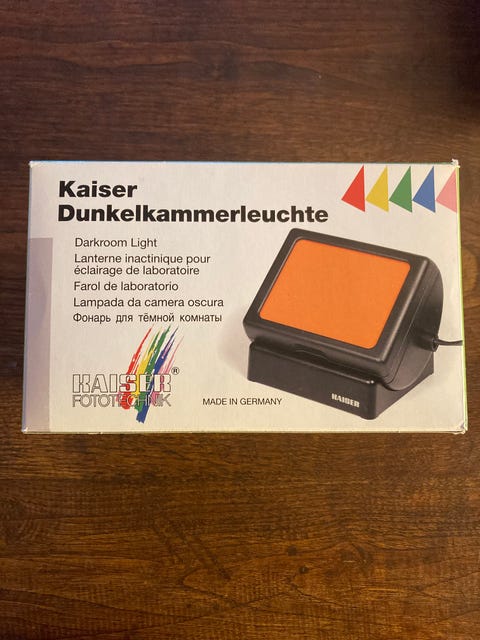 Kaiser
Dunkelkammerleuchte
Darkroom Light
Lanterne inactinique pour
éclairage de laboratoire
Farol de laboratorio
Lampada da camera oscura
Фонарь для тёмной комнаты
KAISER®
FOTOTECHNIK
MADE IN GERMANY
KAISER